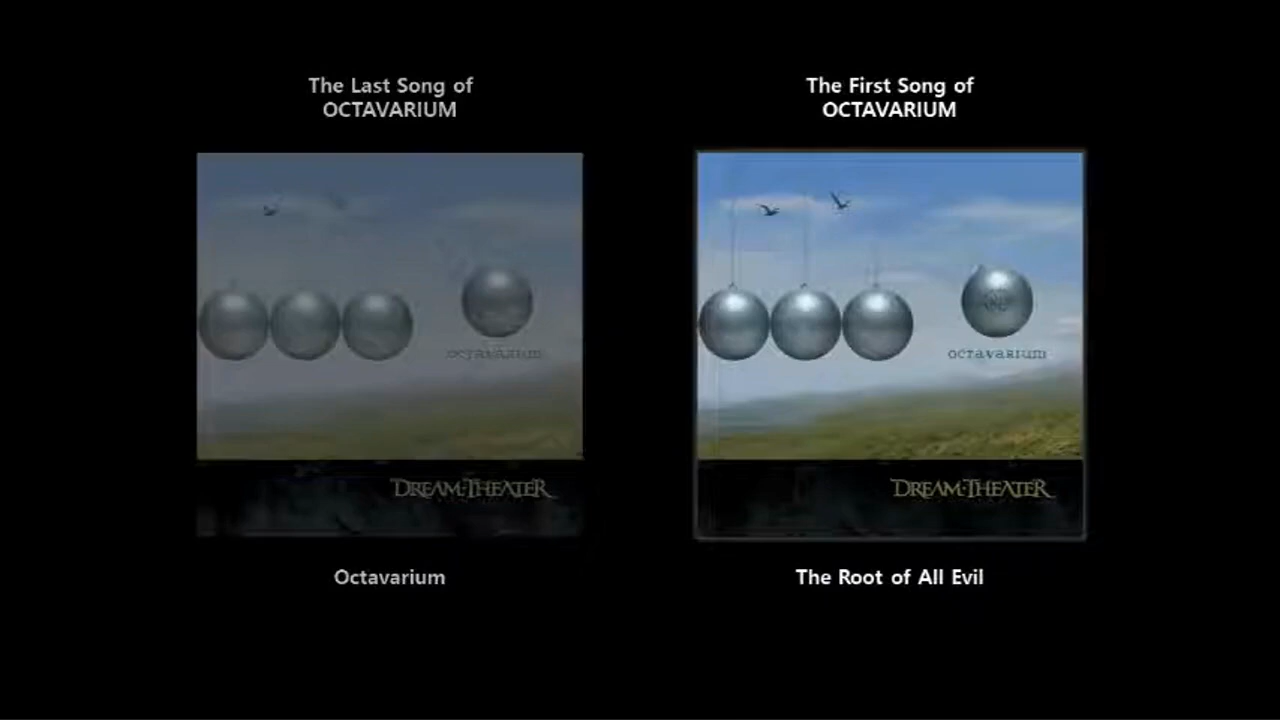 The Last Song of
OCTAVARIUM
octavarium
DREAM THEATER
Octavarium
The First Song of
OCTAVARIUM
octavarium
DREAM THEATER
The Root of All Evil